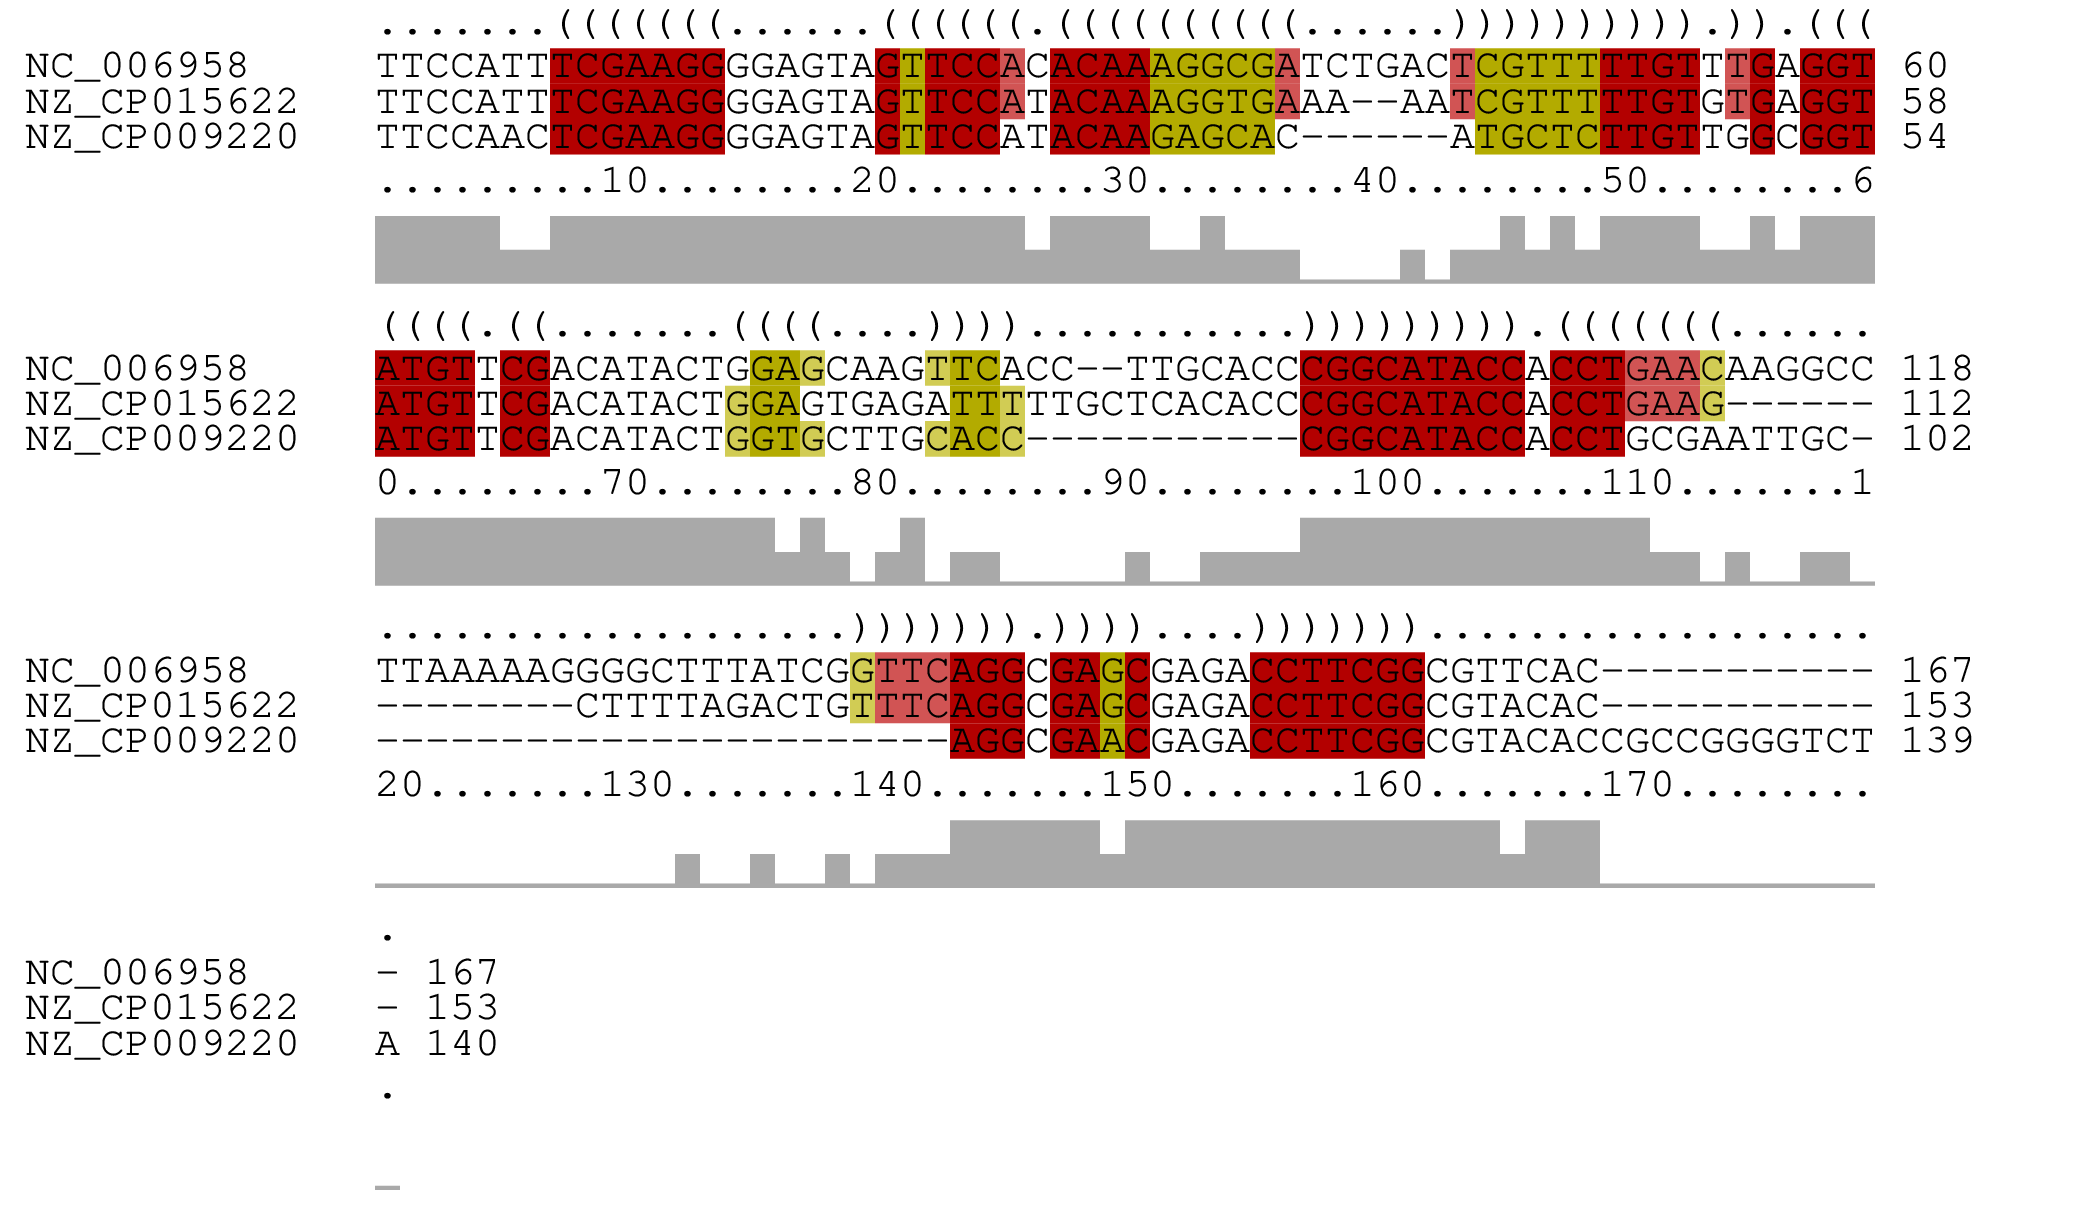 .......(((((((......((((((.((((((((((......)))))))))).)).(((
NC_006958 TTCCATTTCGAAGGGGAGTAGTTCCACACAAAGGCGATCTGACTCGTTTTTGTTTGAGGT 60
NZ_CP015622 TTCCATTTCGAAGGGGAGTAGTTCCATACAAAGGTGAAA--AATCGTTTTTGTGTGAGGT 58
NZ_CP009220 TTCCAACTCGAAGGGGAGTAGTTCCATACAAGAGCAC------ATGCTCTTGTTGGCGGT 54
.........10........20........30........40........50........6
((((.((.......((((....))))...........))))))))).(((((((......
NC_006958 ATGTTCGACATACTGGAGCAAGTTCACC--TTGCACCCGGCATACCACCTGAACAAGGCC 118
NZ_CP015622 ATGTTCGACATACTGGAGTGAGATTTTTGCTCACACCCGGCATACCACCTGAAG------ 112
NZ_CP009220 ATGTTCGACATACTGGTGCTTGCACC-----------CGGCATACCACCTGCGAATTGC- 102
0........70........80........90........100.......110.......1
...................))))))).))))....)))))))..................
NC_006958 TTAAAAAGGGGCTTTATCGGTTCAGGCGAGCGAGACCTTCGGCGTTCAC----------- 167
NZ_CP015622 --------CTTTTAGACTGTTTCAGGCGAGCGAGACCTTCGGCGTACAC----------- 153
NZ_CP009220 -----------------------AGGCGAACGAGACCTTCGGCGTACACCGCCGGGGTCT 139
20.......130.......140.......150.......160.......170........
.
NC_006958 - 167
NZ_CP015622 - 153
NZ_CP009220 A 140
.